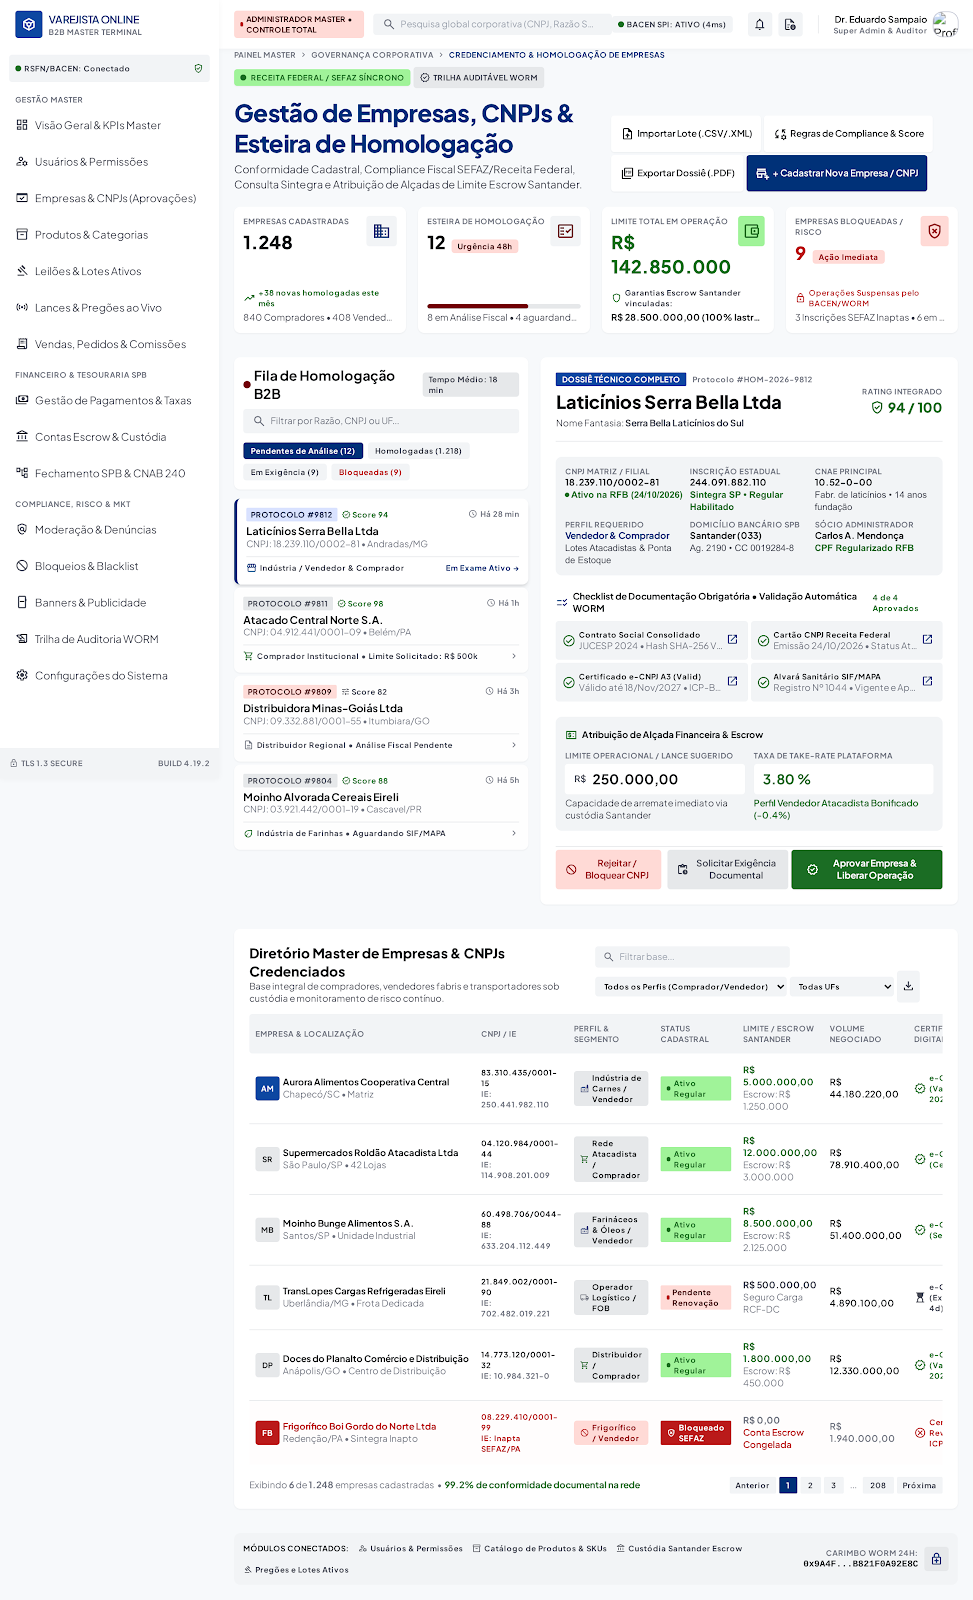 VAREJISTA ONLINE
B2B MASTER TERMINAL
RSFN/BACEN: Conectado
GESTÃO MASTER
Visão Geral & KPIs Master
Usuários & Permissões
Empresas & CNPJs (Aprovações)
Produtos & Categorias
Leilões & Lotes Ativos
Lances & Pregões ao Vivo
Vendas, Pedidos & Comissões
FINANCEIRO & TESOURARIA SPB
Gestão de Pagamentos & Taxas
Contas Escrow & Custódia
Fechamento SPB & CNAB 240
COMPLIANCE, RISCO & MKT
Moderação & Denúncias
Bloqueios & Blacklist
Banners & Publicidade
Trilha de Auditoria WORM
Configurações do Sistema
TLS 1.3 SECURE
BUILD 4.19.2
ADMINISTRADOR MASTER •
CONTROLE TOTAL
Pesquisa global corporativa (CNPJ, Razão S...
BACEN SPI: ATIVO (4ms)
Dr. Eduardo Sampaio
Super Admin & Auditor
PAINEL MASTER > GOVERNANÇA CORPORATIVA > CREDENCIAMENTO & HOMOLOGAÇÃO DE EMPRESAS
RECEITA FEDERAL / SEFAZ SÍNCRONO
TRILHA AUDITÁVEL WORM
Gestão de Empresas, CNPJs &
Esteira de Homologação
Conformidade Cadastral, Compliance Fiscal SEFAZ/Receita Federal,
Consulta Sintegra e Atribuição de Alçadas de Limite Escrow Santander.
Importar Lote (.CSV/.XML)
Regras de Compliance & Score
Exportar Dossiê (.PDF)
+ Cadastrar Nova Empresa / CNPJ
EMPRESAS CADASTRADAS
1.248
+38 novas homologadas este
mês
840 Compradores • 408 Vended...
ESTEIRA DE HOMOLOGAÇÃO
12 Urgência 48h
8 em Análise Fiscal • 4 aguardand...
LIMITE TOTAL EM OPERAÇÃO
R$
142.850.000
Garantias Escrow Santander
vinculadas:
R$ 28.500.000,00 (100% lastr...
EMPRESAS BLOQUEADAS /
RISCO
9 Ação Imediata
Operações Suspensas pelo
BACEN/WORM
3 Inscrições SEFAZ Inaptas • 6 em ...
Fila de Homologação
B2B
Tempo Médio: 18
min
Filtrar por Razão, CNPJ ou UF...
Pendentes de Análise (12)
Homologadas (1.218)
Em Exigência (9)
Bloqueadas (9)
PROTOCOLO #9812
Score 94
Há 28 min
Laticínios Serra Bella Ltda
CNPJ: 18.239.110/0002-81 • Andradas/MG
Indústria / Vendedor & Comprador
Em Exame Ativo →
PROTOCOLO #9811
Score 98
Há 1h
Atacado Central Norte S.A.
CNPJ: 04.912.441/0001-09 • Belém/PA
Comprador Institucional • Limite Solicitado: R$ 500k
PROTOCOLO #9809
Score 82
Há 3h
Distribuidora Minas-Goiás Ltda
CNPJ: 09.332.881/0001-55 • Itumbiara/GO
Distribuidor Regional • Análise Fiscal Pendente
PROTOCOLO #9804
Score 88
Há 5h
Moinho Alvorada Cereais Eireli
CNPJ: 03.921.442/0001-19 • Cascavel/PR
Indústria de Farinhas • Aguardando SIF/MAPA
DOSSIÊ TÉCNICO COMPLETO
Protocolo #HOM-2026-9812
Laticínios Serra Bella Ltda
Nome Fantasia: Serra Bella Laticínios do Sul
RATING INTEGRADO
94 / 100
CNPJ MATRIZ / FILIAL
18.239.110/0002-81
Ativo na RFB (24/10/2026)
INSCRIÇÃO ESTADUAL
244.091.882.110
Sintegra SP • Regular
Habilitado
CNAE PRINCIPAL
10.52-0-00
Fabr. de laticínios • 14 anos
fundação
PERFIL REQUERIDO
Vendedor & Comprador
Lotes Atacadistas & Ponta
de Estoque
DOMICÍLIO BANCÁRIO SPB
Santander (033)
Ag. 2190 • CC 0019284-8
SÓCIO ADMINISTRADOR
Carlos A. Mendonça
CPF Regularizado RFB
Checklist de Documentação Obrigatória • Validação Automática
WORM
4 de 4
Aprovados
Contrato Social Consolidado
JUCESP 2024 • Hash SHA-256 V...
Cartão CNPJ Receita Federal
Emissão 24/10/2026 • Status At...
Certificado e-CNPJ A3 (Valid)
Válido até 18/Nov/2027 • ICP-B...
Alvará Sanitário SIF/MAPA
Registro Nº 1044 • Vigente e Ap...
Atribuição de Alçada Financeira & Escrow
LIMITE OPERACIONAL / LANCE SUGERIDO
R$ 250.000,00
Capacidade de arremate imediato via
custódia Santander
TAXA DE TAKE-RATE PLATAFORMA
3.80 %
Perfil Vendedor Atacadista Bonificado
(-0.4%)
Rejeitar /
Bloquear CNPJ
Solicitar Exigência
Documental
Aprovar Empresa &
Liberar Operação
Diretório Master de Empresas & CNPJs
Credenciados
Base integral de compradores, vendedores fabris e transportadores sob
custódia e monitoramento de risco contínuo.
Filtrar base...
Todos os Perfis (Comprador/Vendedor)
Todas UFs
EMPRESA & LOCALIZAÇÃO
CNPJ / IE
PERFIL &
SEGMENTO
STATUS
CADASTRAL
LIMITE / ESCROW
SANTANDER
VOLUME
NEGOCIADO
CERTIF
DIGITAL
AM
Aurora Alimentos Cooperativa Central
Chapecó/SC • Matriz
83.310.435/0001-
15
IE:
250.441.982.110
Indústria de
Carnes /
Vendedor
Ativo
Regular
R$
5.000.000,00
Escrow: R$
1.250.000
R$
44.180.220,00
e-C
(Va
202
SR
Supermercados Roldão Atacadista Ltda
São Paulo/SP • 42 Lojas
04.120.984/0001-
44
IE:
114.908.201.009
Rede
Atacadista
/
Comprador
Ativo
Regular
R$
12.000.000,00
Escrow: R$
3.000.000
R$
78.910.400,00
e-C
(Ce
MB
Moinho Bunge Alimentos S.A.
Santos/SP • Unidade Industrial
60.498.706/0044-
88
IE:
633.204.112.449
Farináceos
& Óleos /
Vendedor
Ativo
Regular
R$
8.500.000,00
Escrow: R$
2.125.000
R$
51.400.000,00
e-C
(Se
TL
TransLopes Cargas Refrigeradas Eireli
Uberlândia/MG • Frota Dedicada
21.849.002/0001-
90
IE:
702.482.019.221
Operador
Logístico /
FOB
Pendente
Renovação
R$ 500.000,00
Seguro Carga
RCF-DC
R$
4.890.100,00
e-C
(Ex
4d)
DP
Doces do Planalto Comércio e Distribuição
Anápolis/GO • Centro de Distribuição
14.773.120/0001-
32
IE: 10.984.321-0
Distribuidor
/
Comprador
Ativo
Regular
R$
1.800.000,00
Escrow: R$
450.000
R$
12.330.000,00
e-C
(Va
202
FB
Frigorífico Boi Gordo do Norte Ltda
Redenção/PA • Sintegra Inapto
08.229.410/0001-
99
IE: Inapta
SEFAZ/PA
Frigorífico
/ Vendedor
Bloqueado
SEFAZ
R$ 0,00
Conta Escrow
Congelada
R$
1.940.000,00
Cer
Rev
ICP
Exibindo 6 de 1.248 empresas cadastradas • 99.2% de conformidade documental na rede
Anterior 1 2 3 ... 208 Próxima
MÓDULOS CONECTADOS:
Usuários & Permissões
Catálogo de Produtos & SKUs
Custódia Santander Escrow
Pregões e Lotes Ativos
CARIMBO WORM 24H:
0x9A4F...B821F0A92E8C